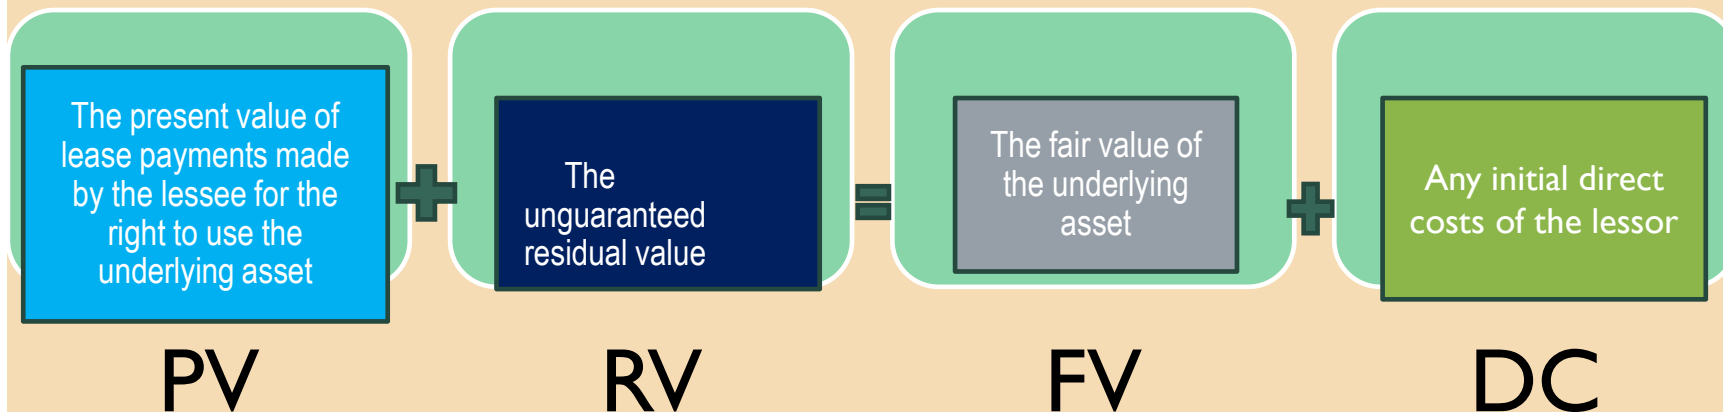 The present value of
lease payments made
by the lessee for the
right to use the
underlying asset
The
unguaranteed
residual value
The fair value of
the underlying
asset
Any initial direct
costs of the lessor
PV
RV
FV
DC